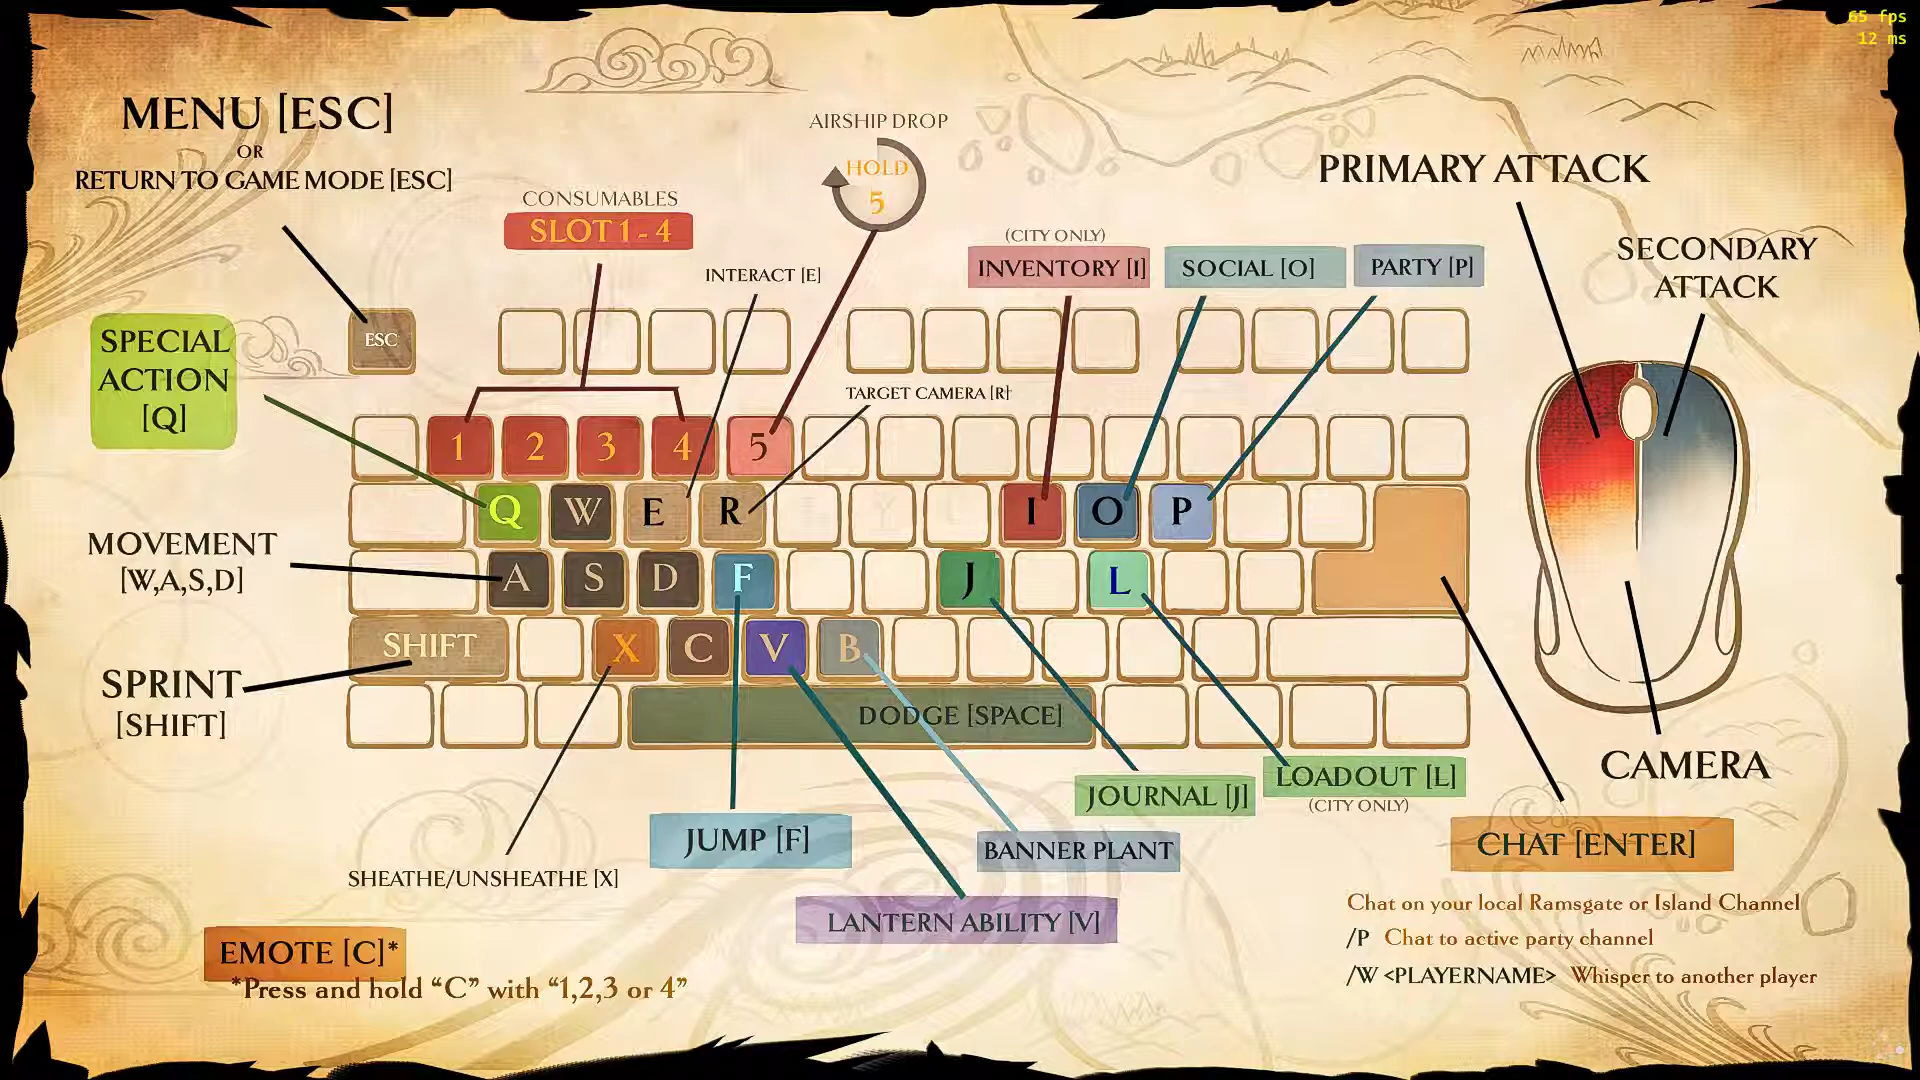 65 fps
12 ms
MENU [ESC]
OR
RETURN TO GAME MODE [ESC]
AIRSHIP DROP
HOLD
5
CONSUMABLES
SLOT 1 - 4
INTERACT [E]
(CITY ONLY)
INVENTORY [I]
SOCIAL [O]
PARTY [P]
PRIMARY ATTACK
SECONDARY
ATTACK
SPECIAL
ACTION
[Q]
ESC
TARGET CAMERA [R]
1 2 3 4 5
Q W E R I O P
MOVEMENT
[W,A,S,D]
A S D F J L
SHIFT X C V B
SPRINT
[SHIFT]
DODGE [SPACE]
CAMERA
JOURNAL [J]
LOADOUT [L]
(CITY ONLY)
JUMP [F]
BANNER PLANT
CHAT [ENTER]
SHEATHE/UNSHEATHE [X]
LANTERN ABILITY [V]
Chat on your local Ramsgate or Island Channel
/P Chat to active party channel
/W <PLAYERNAME> Whisper to another player
EMOTE [C]*
*Press and hold “C” with “1,2,3 or 4”